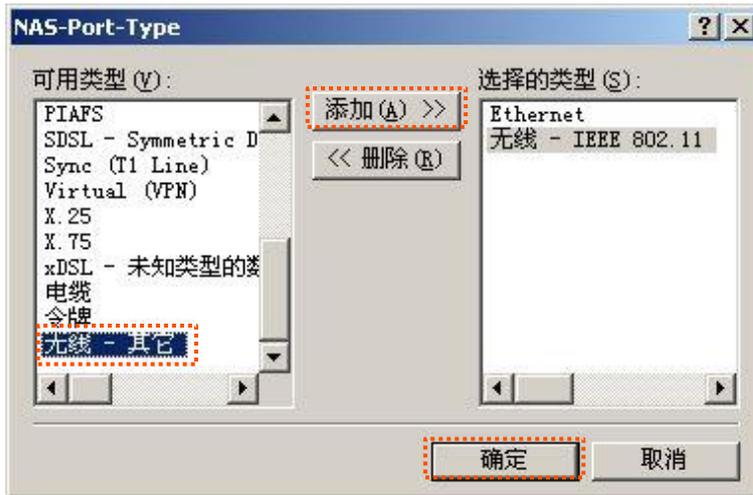 NAS-Port-Type
可用类型(V):
PIAFS
SDSL - Symmetric D
Sync (T1 Line)
Virtual (VPN)
X.25
X.75
xDSL - 未知类型的数
电缆
令牌
无线 - 其它
添加(A) >>
<< 删除(R)
选择的类型(S):
Ethernet
无线 - IEEE 802.11
确定
取消